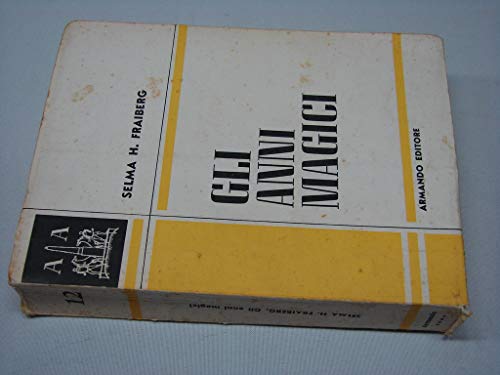 A A
SELMA H. FRAIBERG
GLI
ANNI
MAGICI
ARMANDO EDITORE
12
SELMA H. FRAIBERG, Gli anni magici